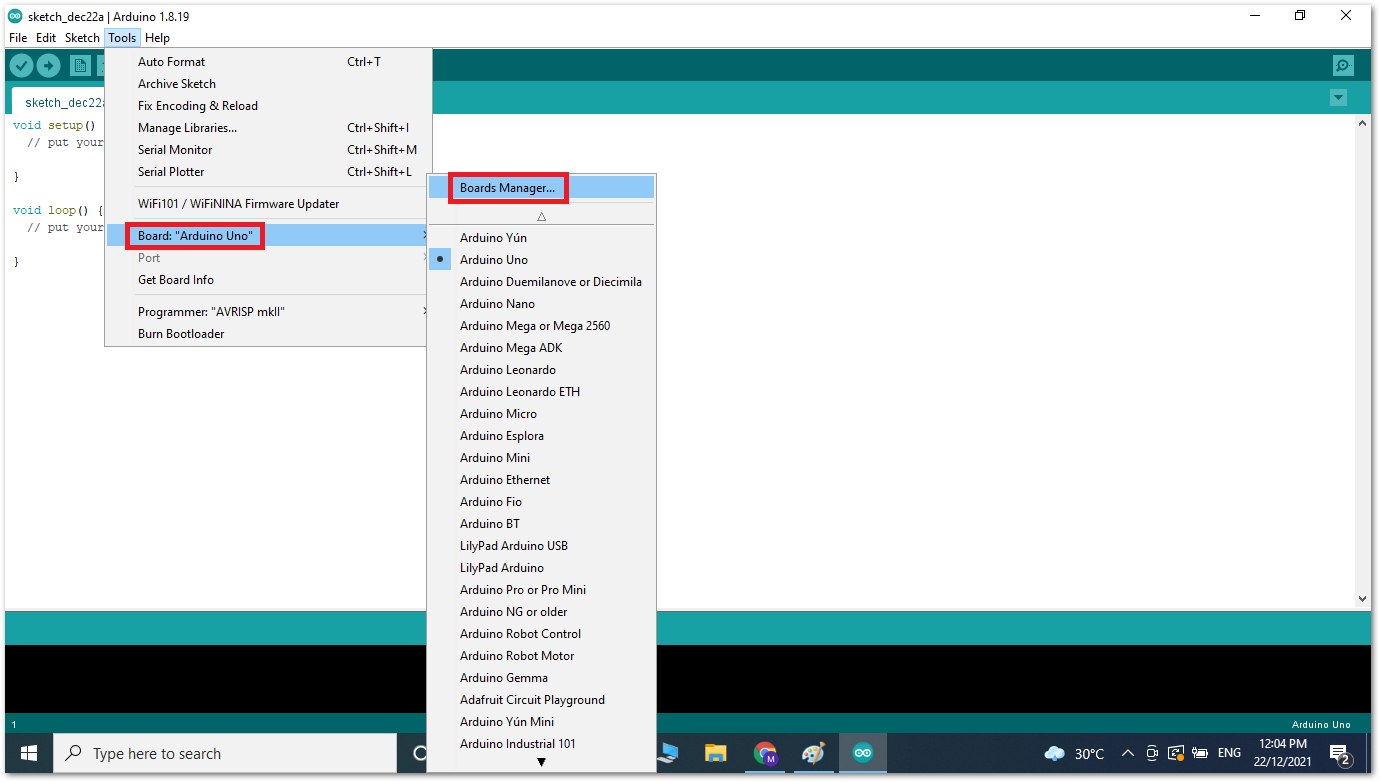 sketch_dec22a | Arduino 1.8.19
File Edit Sketch Tools Help
Auto Format Ctrl+T
Archive Sketch
Fix Encoding & Reload
Manage Libraries... Ctrl+Shift+I
Serial Monitor Ctrl+Shift+M
Serial Plotter Ctrl+Shift+L
WiFi101 / WiFiNINA Firmware Updater
Board: "Arduino Uno"
Port
Get Board Info
Programmer: "AVRISP mkII"
Burn Bootloader
sketch_dec22a
void setup()
// put your
}
void loop() {
// put your
}
Boards Manager...
Arduino Yún
Arduino Uno
Arduino Duemilanove or Diecimila
Arduino Nano
Arduino Mega or Mega 2560
Arduino Mega ADK
Arduino Leonardo
Arduino Leonardo ETH
Arduino Micro
Arduino Esplora
Arduino Mini
Arduino Ethernet
Arduino Fio
Arduino BT
LilyPad Arduino USB
LilyPad Arduino
Arduino Pro or Pro Mini
Arduino NG or older
Arduino Robot Control
Arduino Robot Motor
Arduino Gemma
Adafruit Circuit Playground
Arduino Yún Mini
Arduino Industrial 101
1
Arduino Uno
Type here to search
M
30°C
ENG
12:04 PM
22/12/2021
2